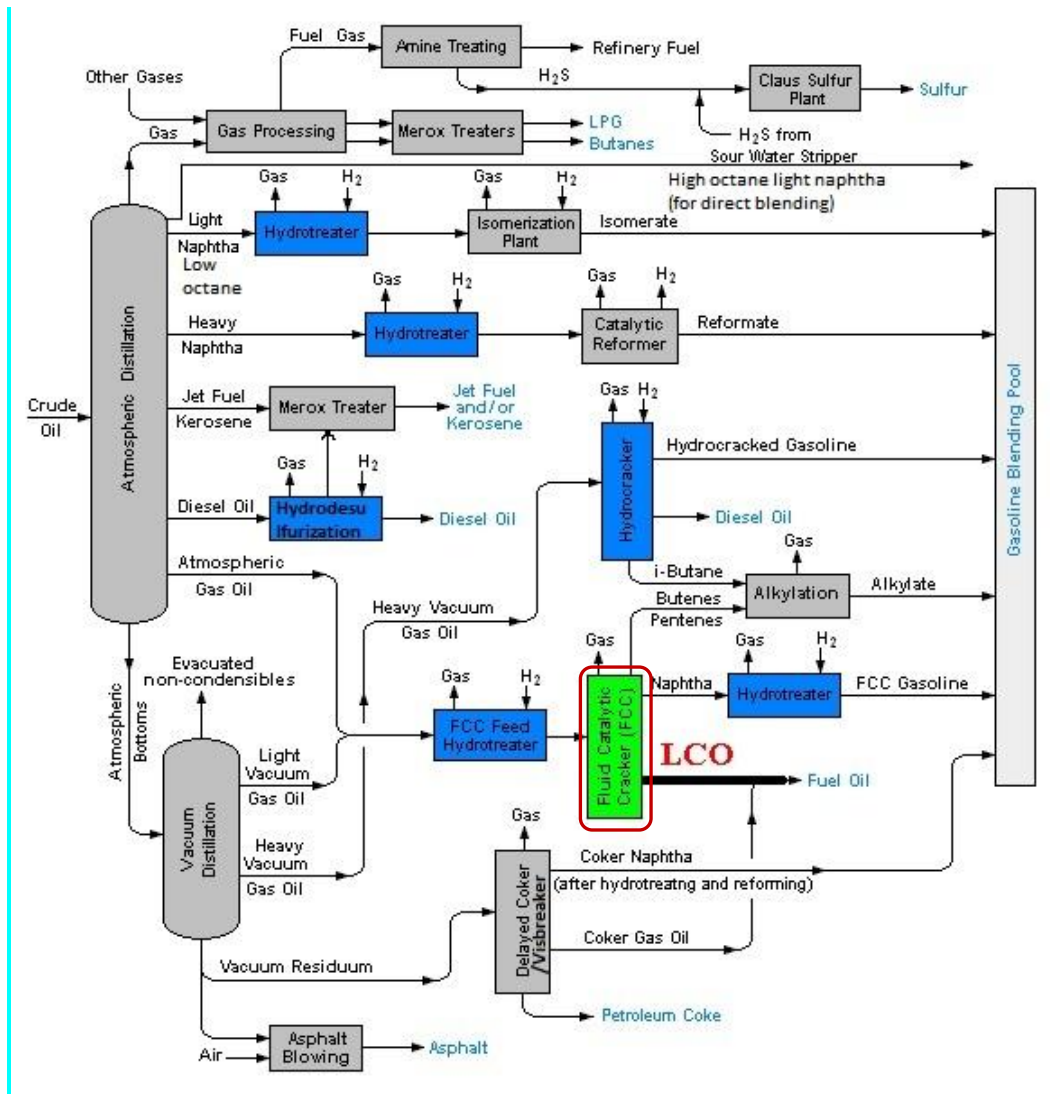 Fuel Gas
Amine Treating
Refinery Fuel
Other Gases
H2S
Claus Sulfur
Plant
Sulfur
Gas
Gas Processing
Merox Treaters
LPG
Butanes
H2S from
Sour Water Stripper
High octane light naphtha
(for direct blending)
Gas
H2
Gas
H2
Light
Naphtha
Low
octane
Hydrotreater
Isomerization
Plant
Isomerate
Gas
H2
Gas
H2
Heavy
Naphtha
Hydrotreater
Catalytic
Reformer
Reformate
Atmospheric Distillation
Crude
Oil
Jet Fuel
Kerosene
Merox Treater
Jet Fuel
and/or
Kerosene
Gas
H2
Hydrocracker
Hydrocracked Gasoline
Gasoline Blending Pool
Gas
H2
Diesel Oil
Hydrodesu
lfurization
Diesel Oil
Diesel Oil
Gas
Atmospheric
Gas Oil
i-Butane
Alkylation
Alkylate
Heavy Vacuum
Gas Oil
Butenes
Pentenes
Gas
Gas
H2
Evacuated
non-condensibles
Gas
H2
Naphtha
Hydrotreater
FCC Gasoline
Atmospheric
Bottoms
FCC Feed
Hydrotreater
Fluid Catalytic
Cracker (FCC)
LCO
Fuel Oil
Light
Vacuum
Gas Oil
Vacuum
Distillation
Heavy
Vacuum
Gas Oil
Gas
Delayed Coker
/Visbreaker
Coker Naphtha
(after hydrotreatng and reforming)
Coker Gas Oil
Vacuum Residuum
Petroleum Coke
Air
Asphalt
Blowing
Asphalt